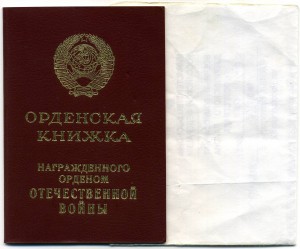 ОРДЕНСКАЯ
КНИЖКА
НАГРАЖДЕННОГО
ОРДЕНОМ
ОТЕЧЕСТВЕННОЙ
ВОЙНЫ